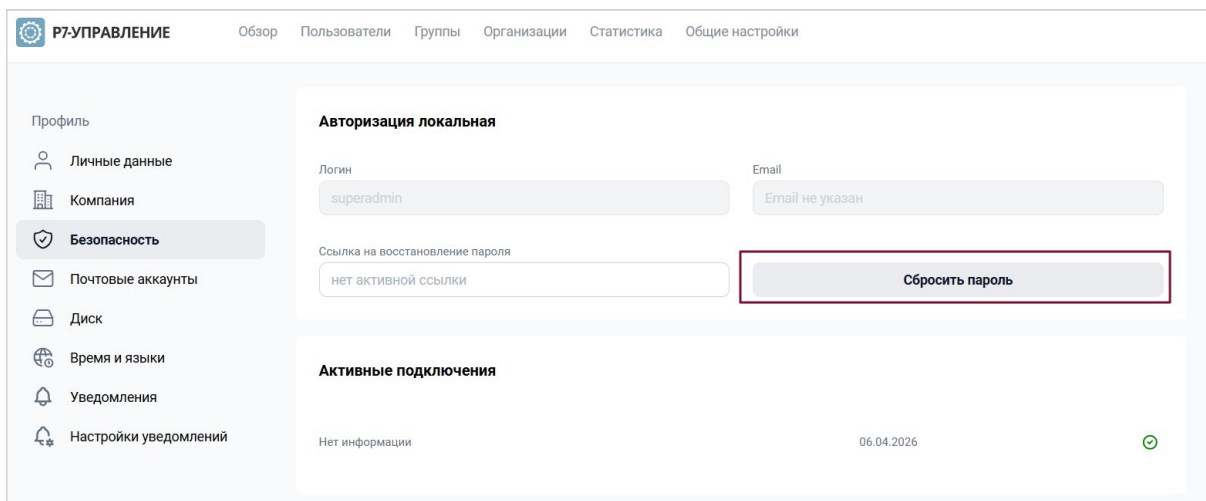 Р7-УПРАВЛЕНИЕ Обзор Пользователи Группы Организации Статистика Общие настройки
Профиль
Личные данные
Компания
Безопасность
Почтовые аккаунты
Диск
Время и языки
Уведомления
Настройки уведомлений
Авторизация локальная
Логин Email
superadmin Email не указан
Ссылка на восстановление пароля
нет активной ссылки Сбросить пароль
Активные подключения
Нет информации 06.04.2026